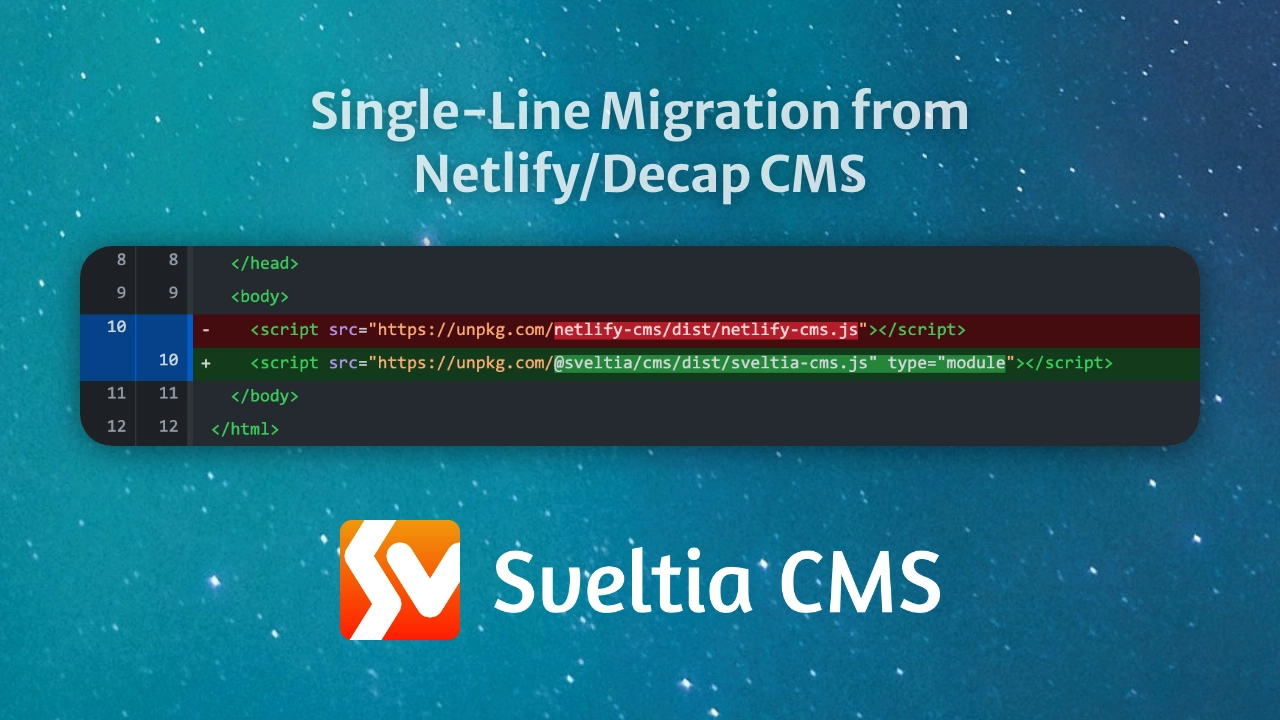 Single-Line Migration from
Netlify/Decap CMS
8 8 </head>
9 9 <body>
10 - <script src="https://unpkg.com/netlify-cms/dist/netlify-cms.js"></script>
10 + <script src="https://unpkg.com/@sveltia/cms/dist/sveltia-cms.js" type="module"></script>
11 11 </body>
12 12 </html>
Sveltia CMS